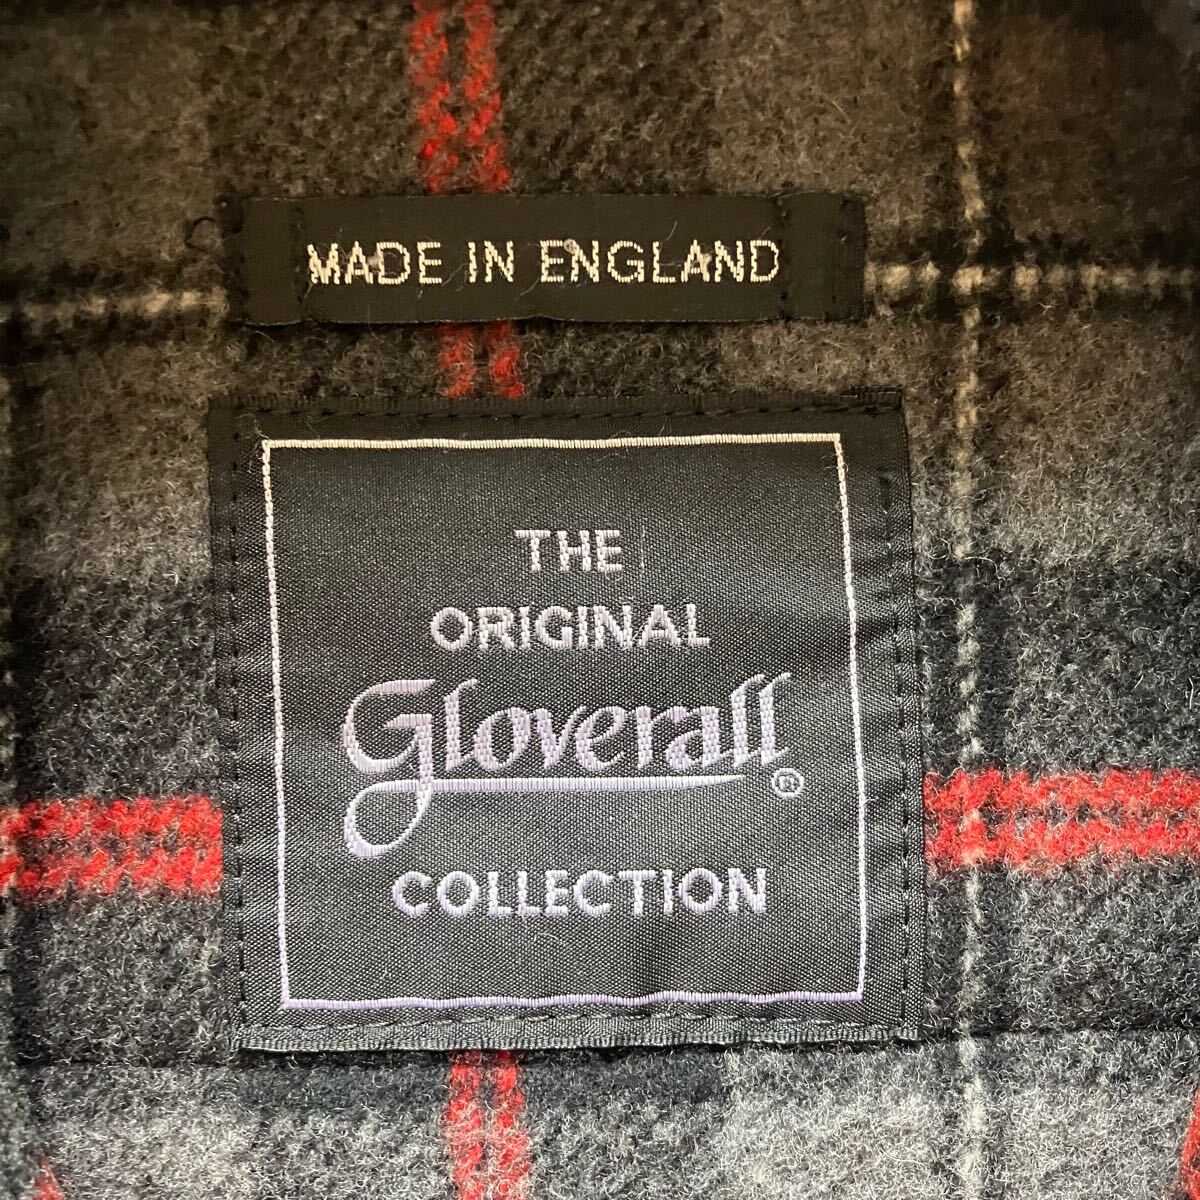 MADE IN ENGLAND
THE
ORIGINAL
Gloverall®
COLLECTION